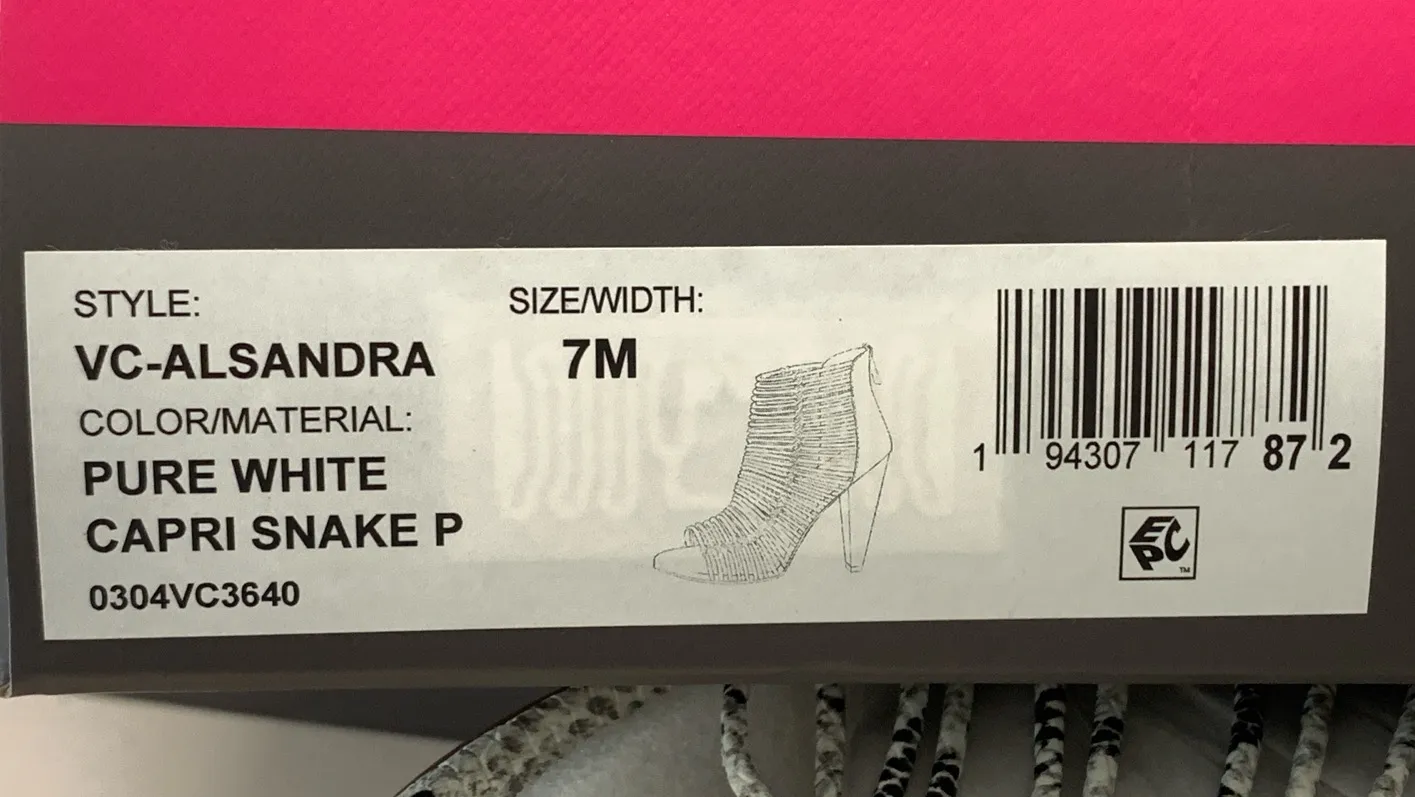 STYLE:
VC-ALSANDRA
COLOR/MATERIAL:
PURE WHITE
CAPRI SNAKE P
0304VC3640
SIZE/WIDTH:
7M
1 94307 117 87 2
EPC
TM